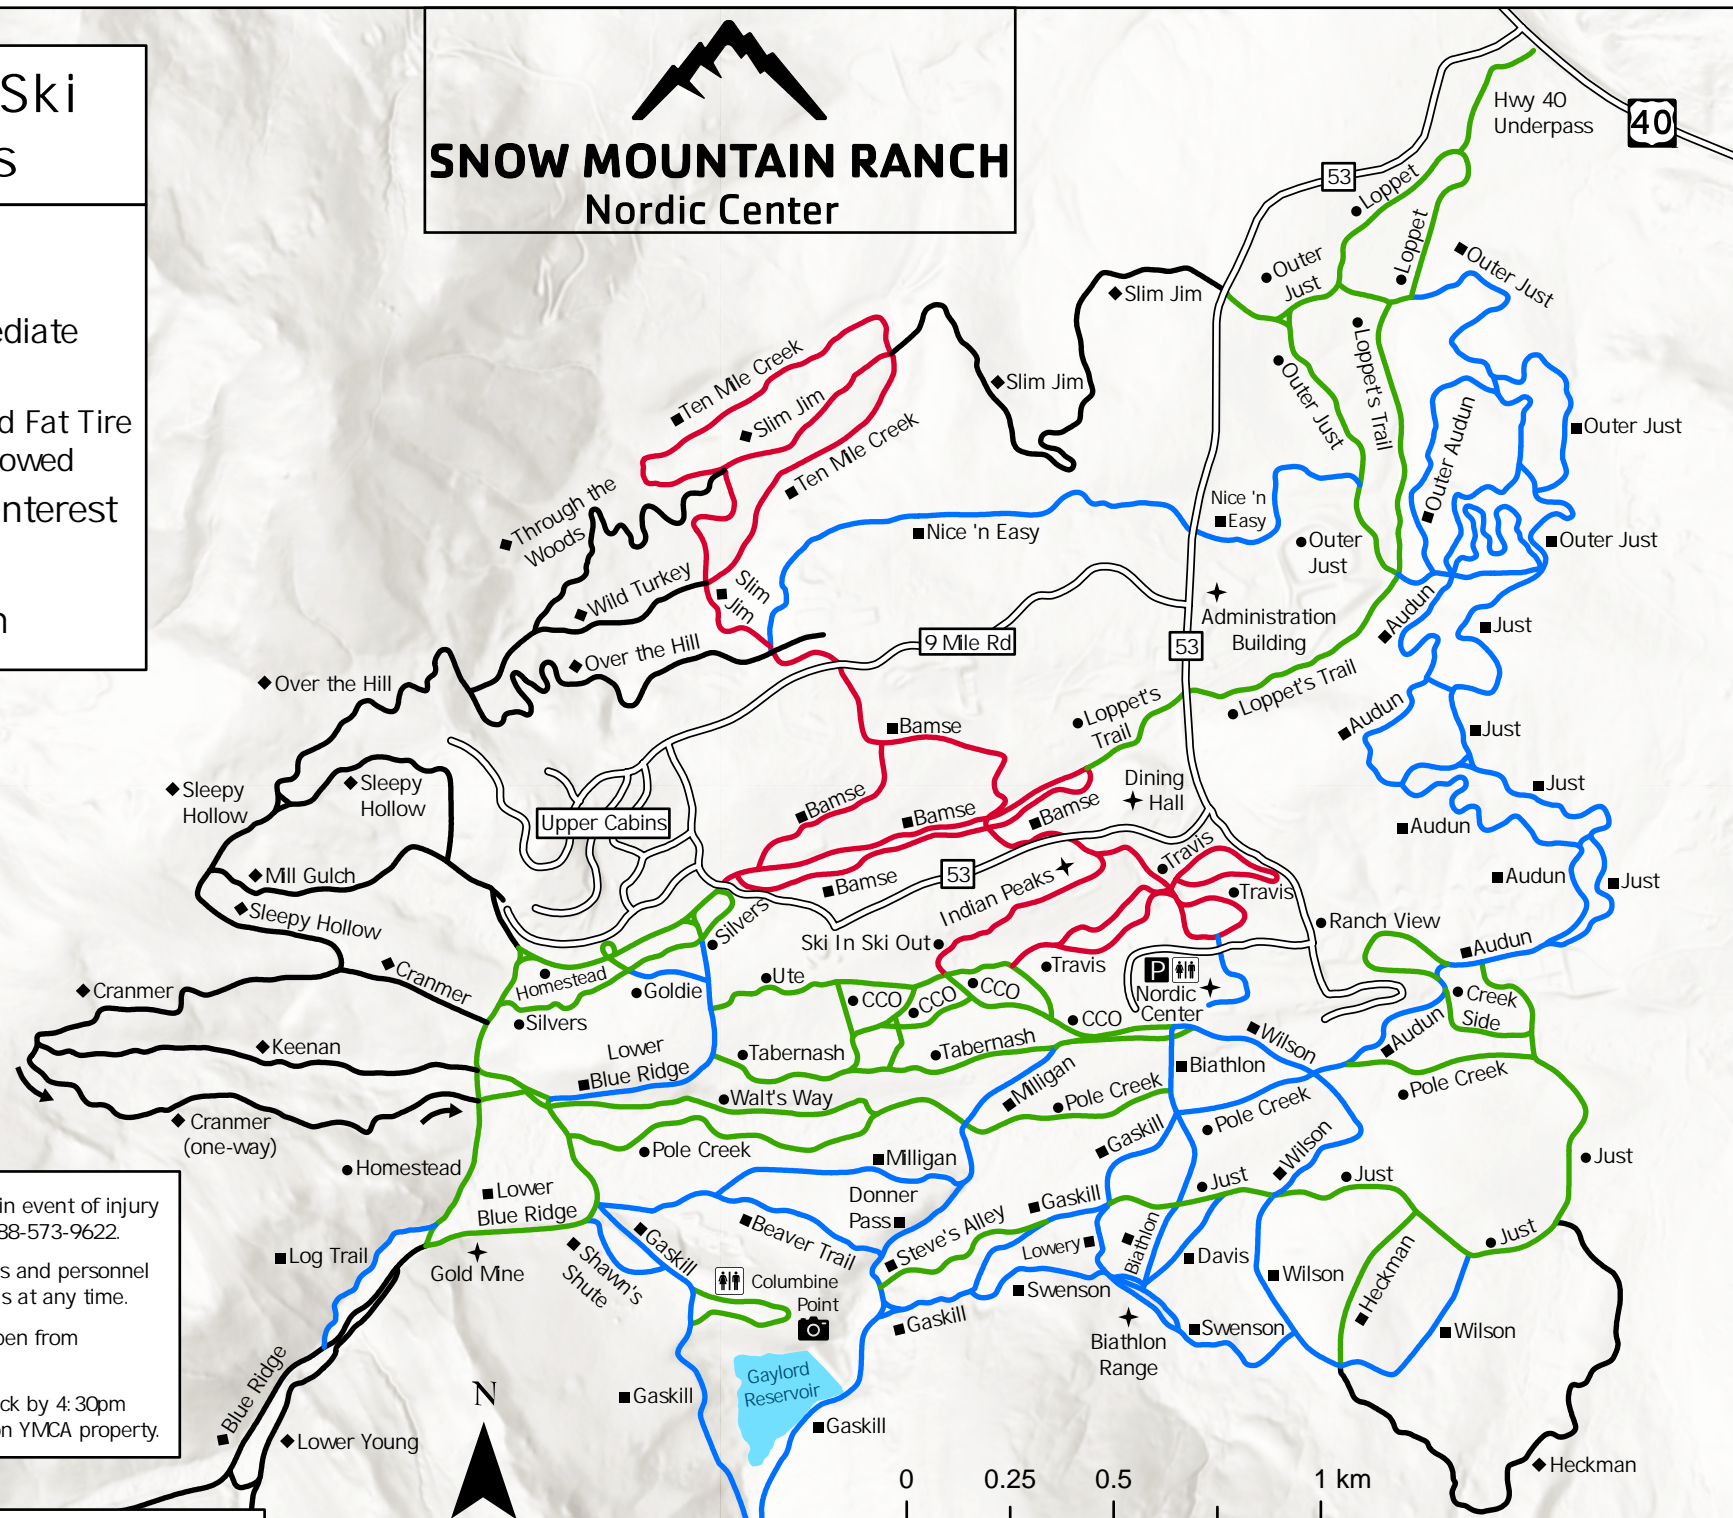 Ski
s
ediate
d Fat Tire
owed
nterest
n
SNOW MOUNTAIN RANCH
Nordic Center
Hwy 40
Underpass
40
53
Loppet
Loppet
Outer
Just
Outer Just
Slim Jim
Slim Jim
Ten Mile Creek
Slim Jim
Ten Mile Creek
Outer Just
Loppet's Trail
Outer Audun
Outer Just
Through the
Woods
Nice 'n Easy
Nice 'n
Easy
Outer
Just
Outer Just
Wild Turkey
Slim
Jim
Administration
Building
Audun
Just
9 Mile Rd
53
Over the Hill
Over the Hill
Loppet's Trail
Loppet's
Trail
Audun
Just
Bamse
Sleepy
Hollow
Sleepy
Hollow
Upper Cabins
Bamse
Bamse
Bamse
Dining
Hall
Just
Audun
Mill Gulch
Bamse
53
Indian Peaks
Travis
Travis
Audun
Just
Sleepy Hollow
Silvers
Ski In Ski Out
Ranch View
Audun
Cranmer
Cranmer
Homestead
Goldie
Ute
CCO
CCO
CCO
Travis
P
Nordic
Center
Creek
Side
Silvers
CCO
Keenan
Lower
Blue Ridge
Tabernash
Tabernash
Wilson
Audun
Milligan
Biathlon
Pole Creek
Pole Creek
Walt's Way
Cranmer
(one-way)
Pole Creek
Gaskill
Pole Creek
Wilson
Homestead
Milligan
Just
Just
Just
in event of injury
88-573-9622.
Lower
Blue Ridge
Donner
Pass
Gaskill
Beaver Trail
Steve's Alley
Lowery
Biathlon
Davis
Just
Log Trail
Gold Mine
Shawn's
Shute
Gaskill
Columbine
Point
Swenson
Wilson
Heckman
s and personnel
s at any time.
Gaskill
Biathlon
Range
Swenson
Wilson
pen from
Blue Ridge
N
Gaylord
Reservoir
Gaskill
ck by 4:30pm
on YMCA property.
Lower Young
Gaskill
Heckman
0 0.25 0.5 1 km